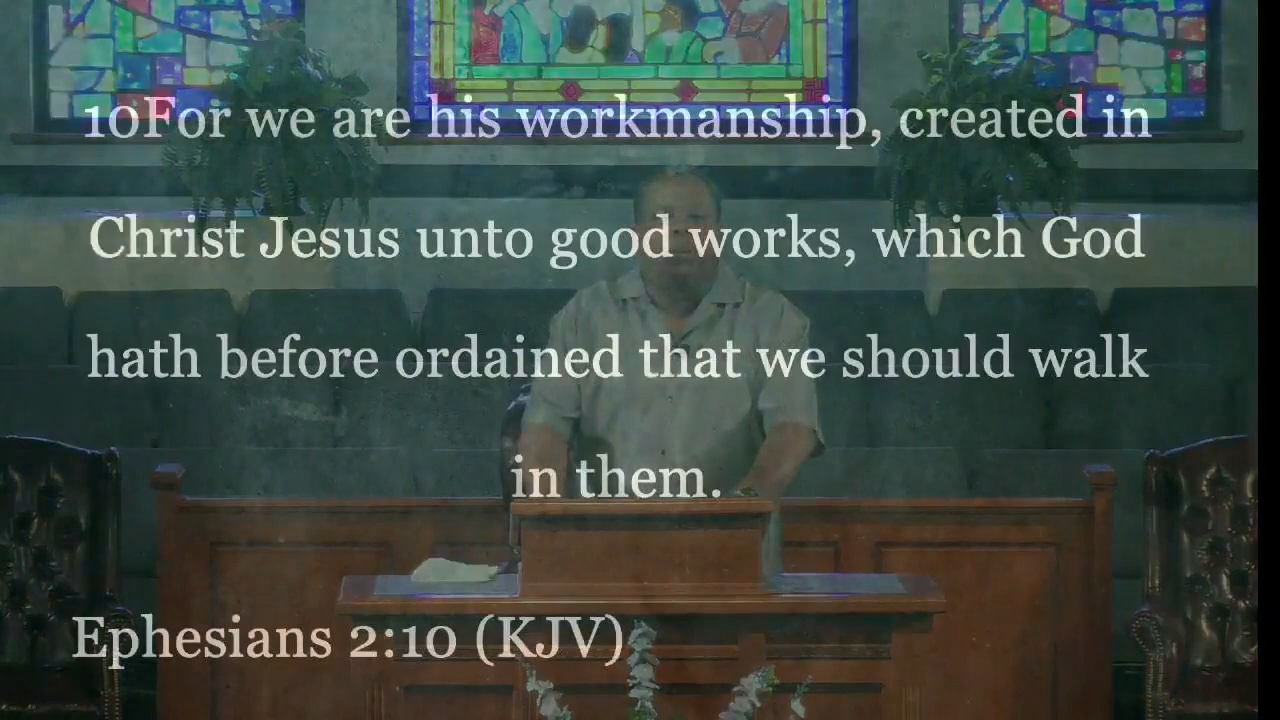 10For we are his workmanship, created in
Christ Jesus unto good works, which God
hath before ordained that we should walk
in them.
Ephesians 2:10 (KJV)